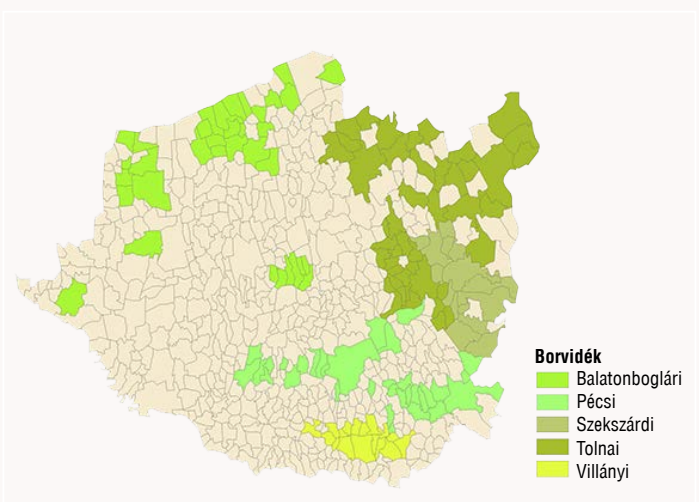 Borvidék
Balatonboglári
Pécsi
Szekszárdi
Tolnai
Villányi